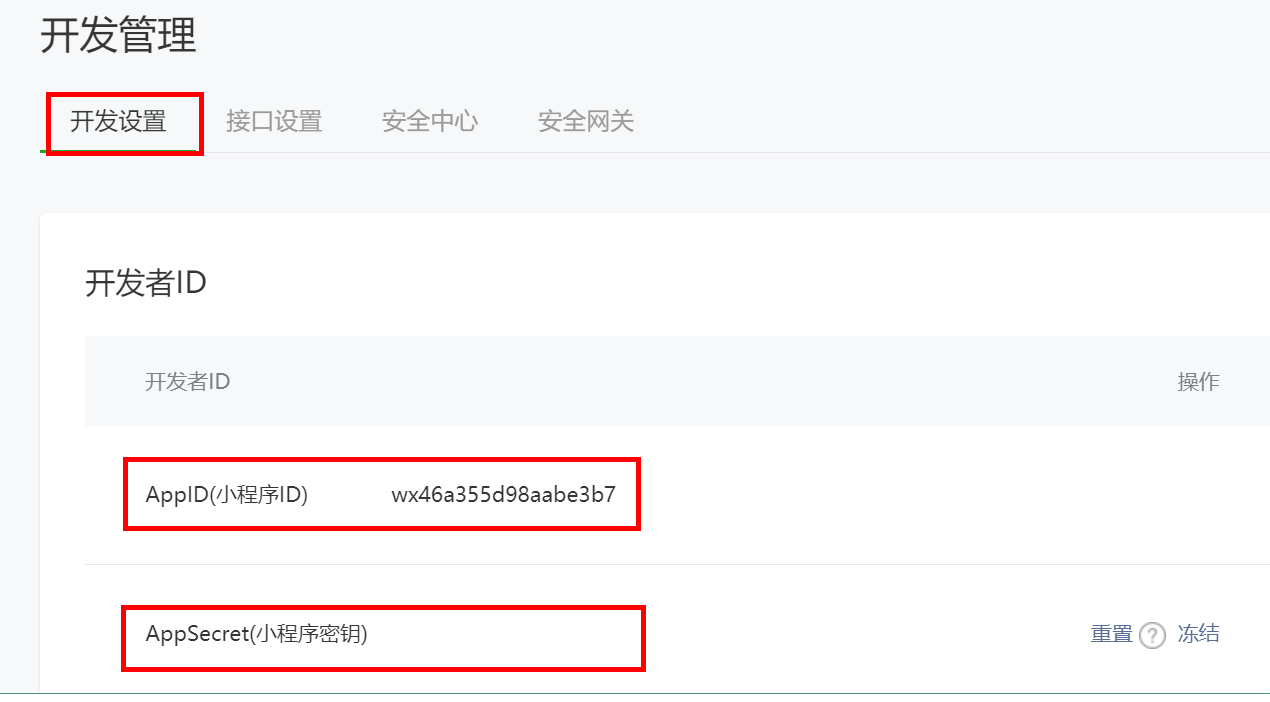 开发管理
开发设置 接口设置 安全中心 安全网关
开发者ID
开发者ID 操作
AppID(小程序ID) wx46a355d98aabe3b7
AppSecret(小程序密钥) 重置 ? 冻结